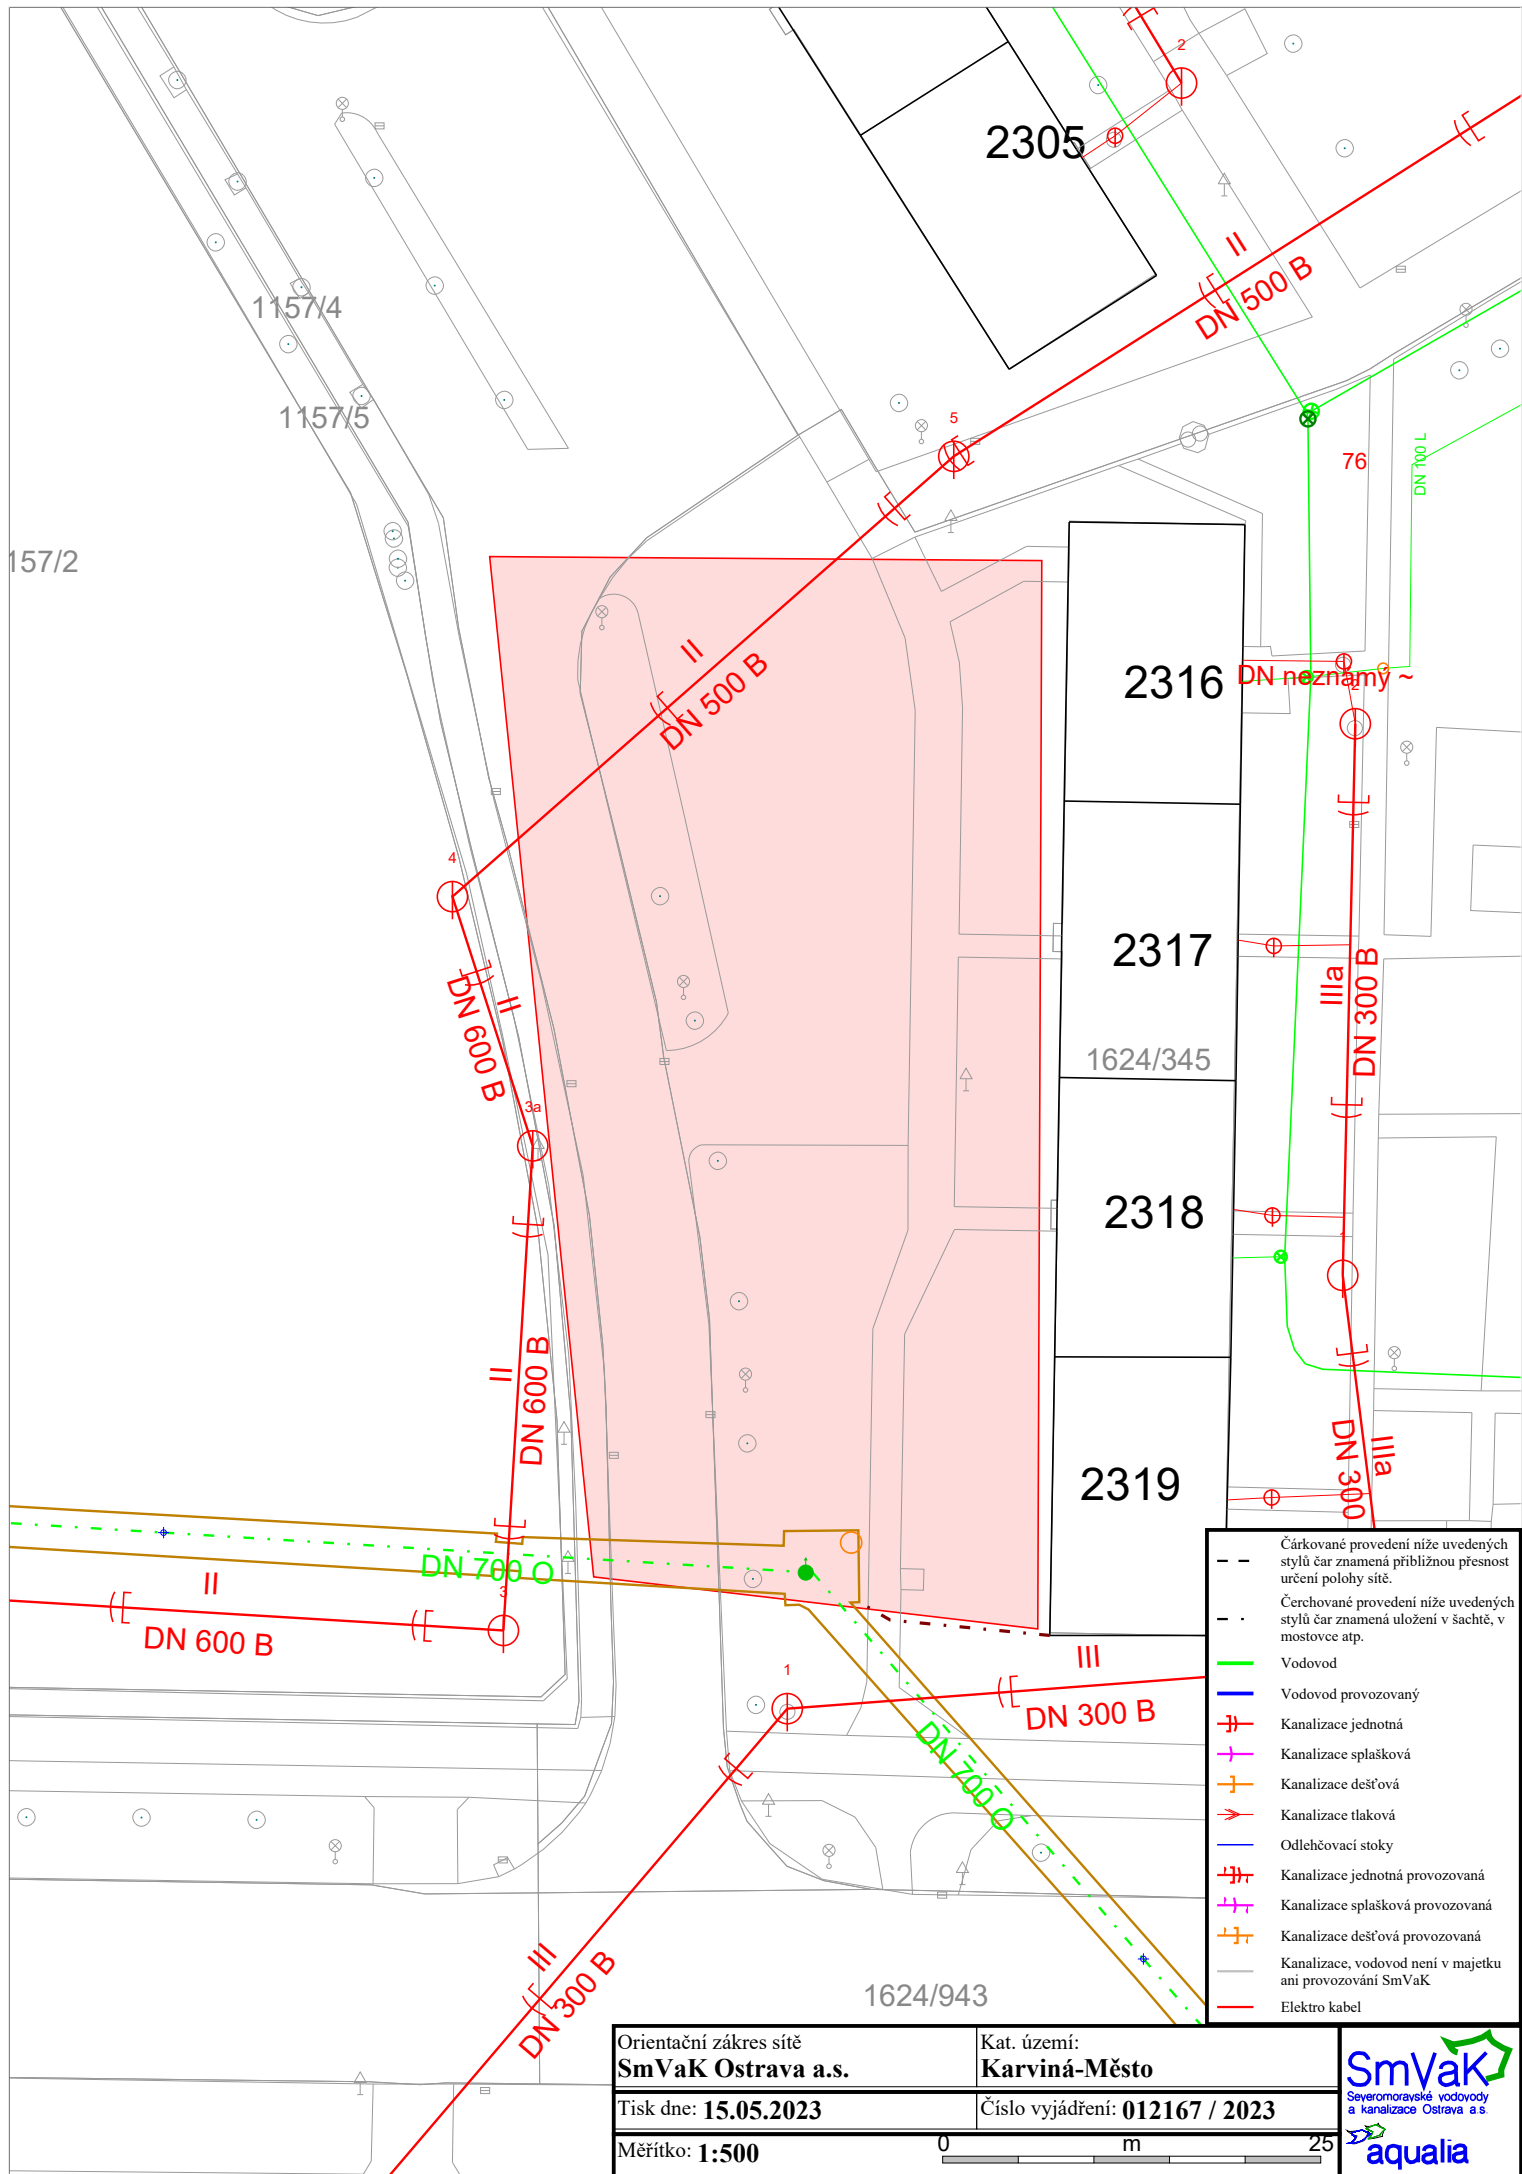 2
2305
II
DN 500 B
1157/4
1157/5
5
76
DN 100 L
157/2
II
DN 500 B
2316
DN neznámý ~
2
4
II
DN 600 B
2317
IIIa
DN 300 B
1624/345
3a
2318
1
II
DN 600 B
2319
IIIa
DN 300
DN 700 O
3
II
DN 600 B
III
DN 300 B
1
DN 700 O
III
DN 300 B
1624/943
Čárkované provedení níže uvedených
stylů čar znamená přibližnou přesnost
určení polohy sítě.
Čerchované provedení níže uvedených
stylů čar znamená uložení v šachtě, v
mostovce atp.
Vodovod
Vodovod provozovaný
Kanalizace jednotná
Kanalizace splašková
Kanalizace dešťová
Kanalizace tlaková
Odlehčovací stoky
Kanalizace jednotná provozovaná
Kanalizace splašková provozovaná
Kanalizace dešťová provozovaná
Kanalizace, vodovod není v majetku
ani provozování SmVaK
Elektro kabel
Orientační zákres sítě
SmVaK Ostrava a.s.
Kat. území:
Karviná-Město
Tisk dne: 15.05.2023
Číslo vyjádření: 012167 / 2023
Měřítko: 1:500
0 m 25
SmVaK
Severomoravské vodovody
a kanalizace Ostrava a.s.
aqualia